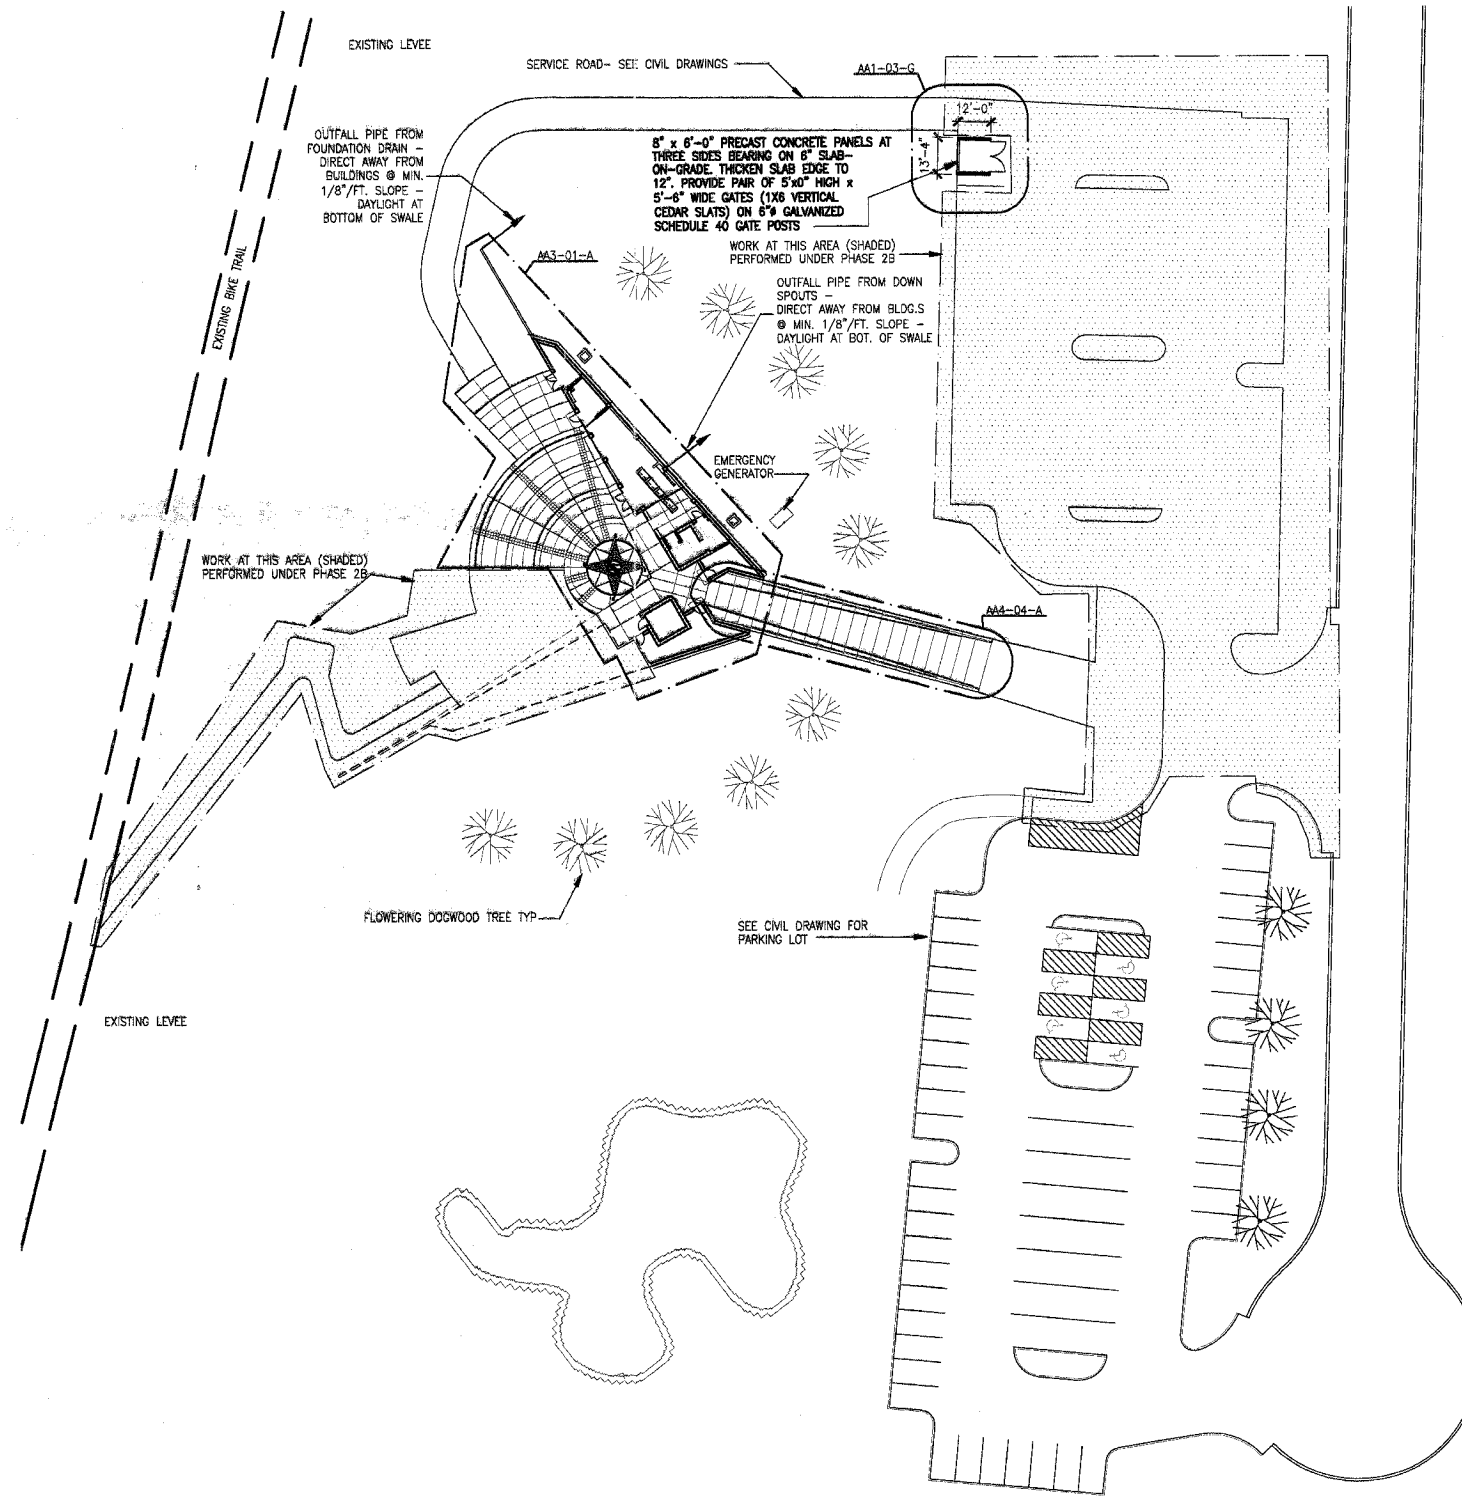 EXISTING LEVEE
SERVICE ROAD- SEE CIVIL DRAWINGS
AA1-03-G
12'-0"
13'-4"
OUTFALL PIPE FROM
FOUNDATION DRAIN -
DIRECT AWAY FROM
BUILDINGS @ MIN.
1/8"/FT. SLOPE -
DAYLIGHT AT
BOTTOM OF SWALE
8" x 6'-0" PRECAST CONCRETE PANELS AT
THREE SIDES BEARING ON 6" SLAB-
ON-GRADE. THICKEN SLAB EDGE TO
12". PROVIDE PAIR OF 5'x0" HIGH x
5'-6" WIDE GATES (1X6 VERTICAL
CEDAR SLATS) ON 6"ø GALVANIZED
SCHEDULE 40 GATE POSTS
WORK AT THIS AREA (SHADED)
PERFORMED UNDER PHASE 2B
AA3-01-A
EXISTING BIKE TRAIL
OUTFALL PIPE FROM DOWN
SPOUTS -
DIRECT AWAY FROM BLDG.S
@ MIN. 1/8"/FT. SLOPE -
DAYLIGHT AT BOT. OF SWALE
EMERGENCY
GENERATOR
WORK AT THIS AREA (SHADED)
PERFORMED UNDER PHASE 2B
AA4-04-A
FLOWERING DOGWOOD TREE TYP
SEE CIVIL DRAWING FOR
PARKING LOT
EXISTING LEVEE